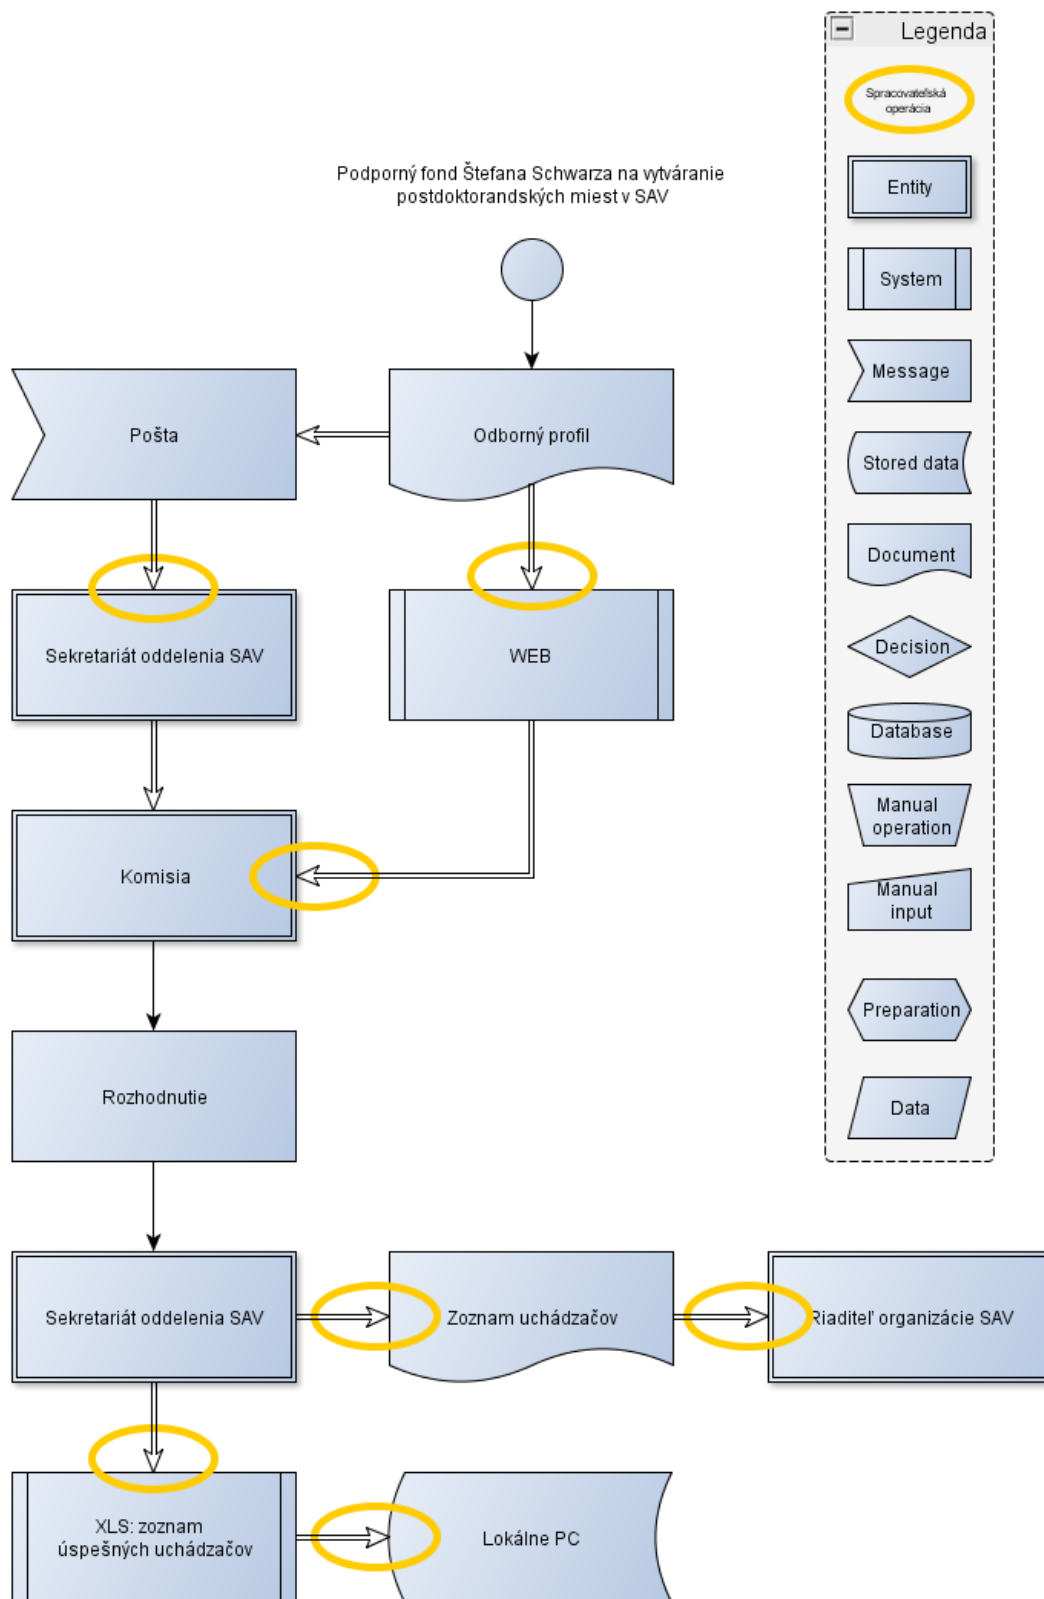 Podporný fond Štefana Schwarza na vytváranie
postdoktorandských miest v SAV
Pošta
Odborný profil
Sekretariát oddelenia SAV
WEB
Komisia
Rozhodnutie
Sekretariát oddelenia SAV
Zoznam uchádzačov
Riaditeľ organizácie SAV
XLS: zoznam
úspešných uchádzačov
Lokálne PC
Legenda
Spracovateľská
operácia
Entity
System
Message
Stored data
Document
Decision
Database
Manual
operation
Manual
input
Preparation
Data